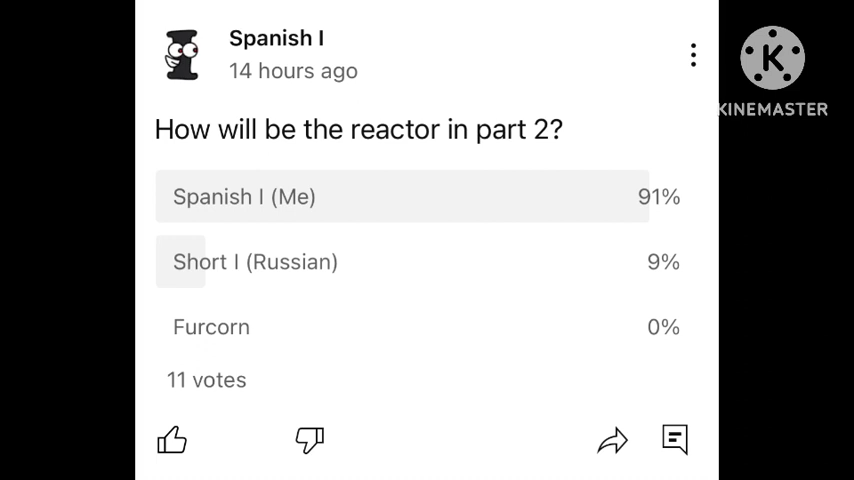 Spanish I
14 hours ago
K
KINEMASTER
How will be the reactor in part 2?
Spanish I (Me) 91%
Short I (Russian) 9%
Furcorn 0%
11 votes